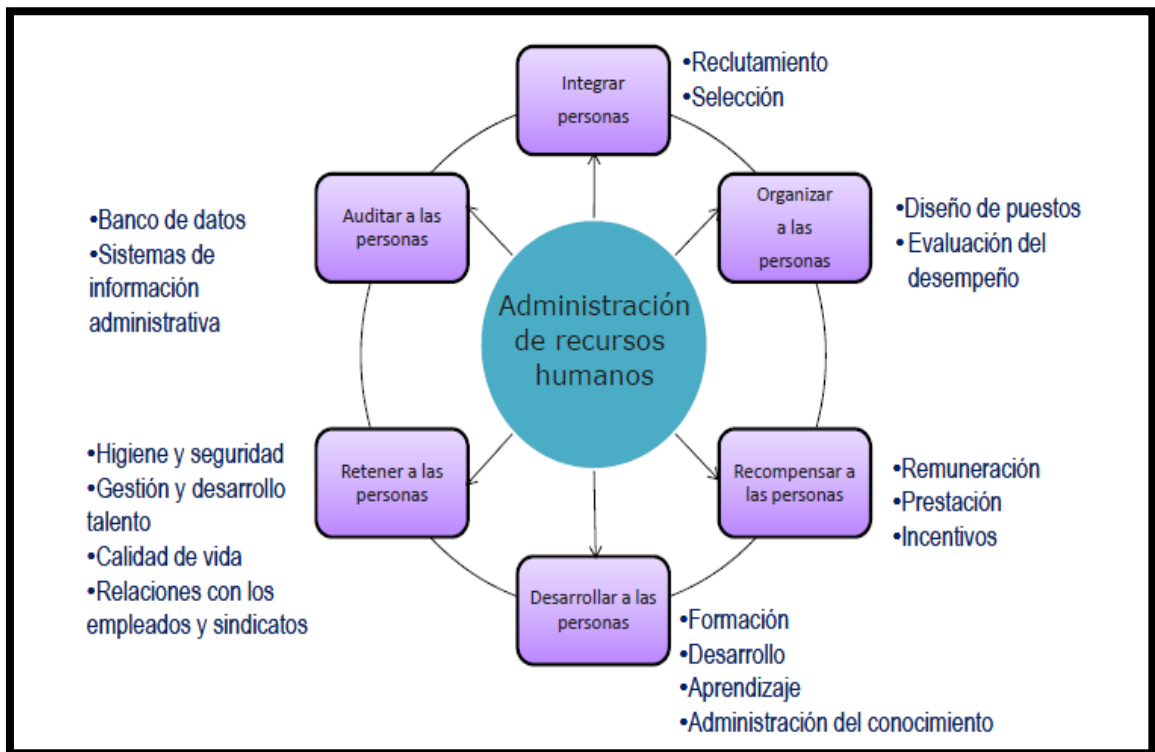 Integrar
personas
•Reclutamiento
•Selección
Organizar
a las
personas
•Diseño de puestos
•Evaluación del
desempeño
Recompensar a
las personas
•Remuneración
•Prestación
•Incentivos
Desarrollar a las
personas
•Formación
•Desarrollo
•Aprendizaje
•Administración del conocimiento
Retener a las
personas
•Higiene y seguridad
•Gestión y desarrollo
talento
•Calidad de vida
•Relaciones con los
empleados y sindicatos
Auditar a las
personas
•Banco de datos
•Sistemas de
información
administrativa
Administración
de recursos
humanos